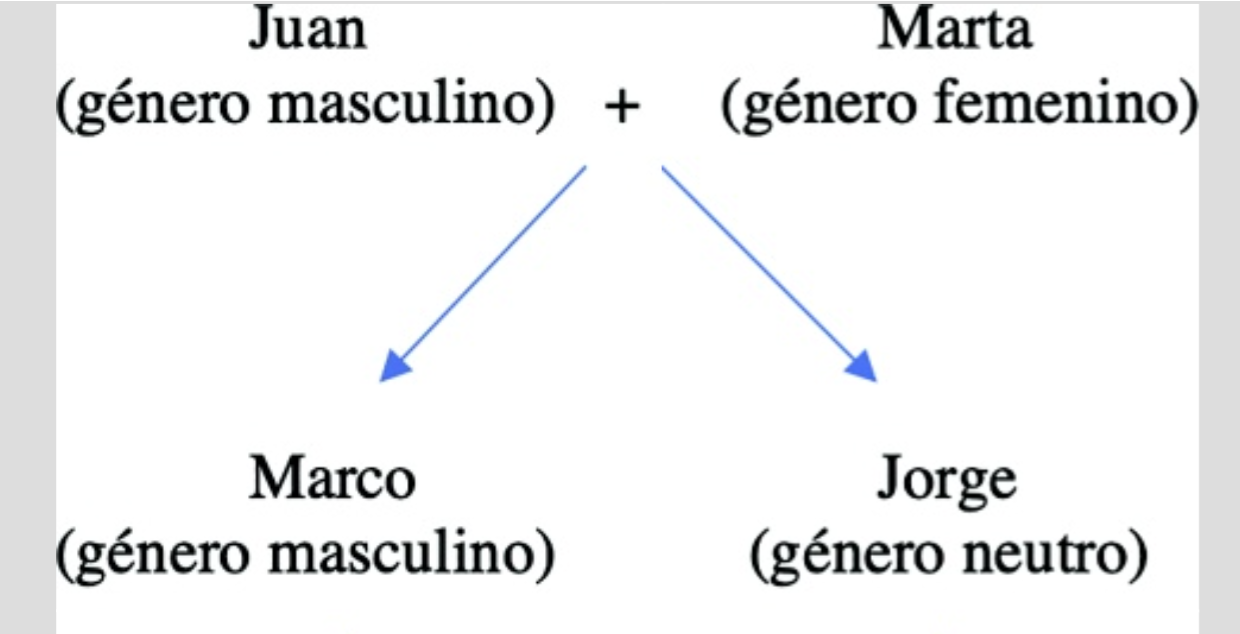 Juan
Marta
(género masculino) + (género femenino)
Marco
Jorge
(género masculino)
(género neutro)